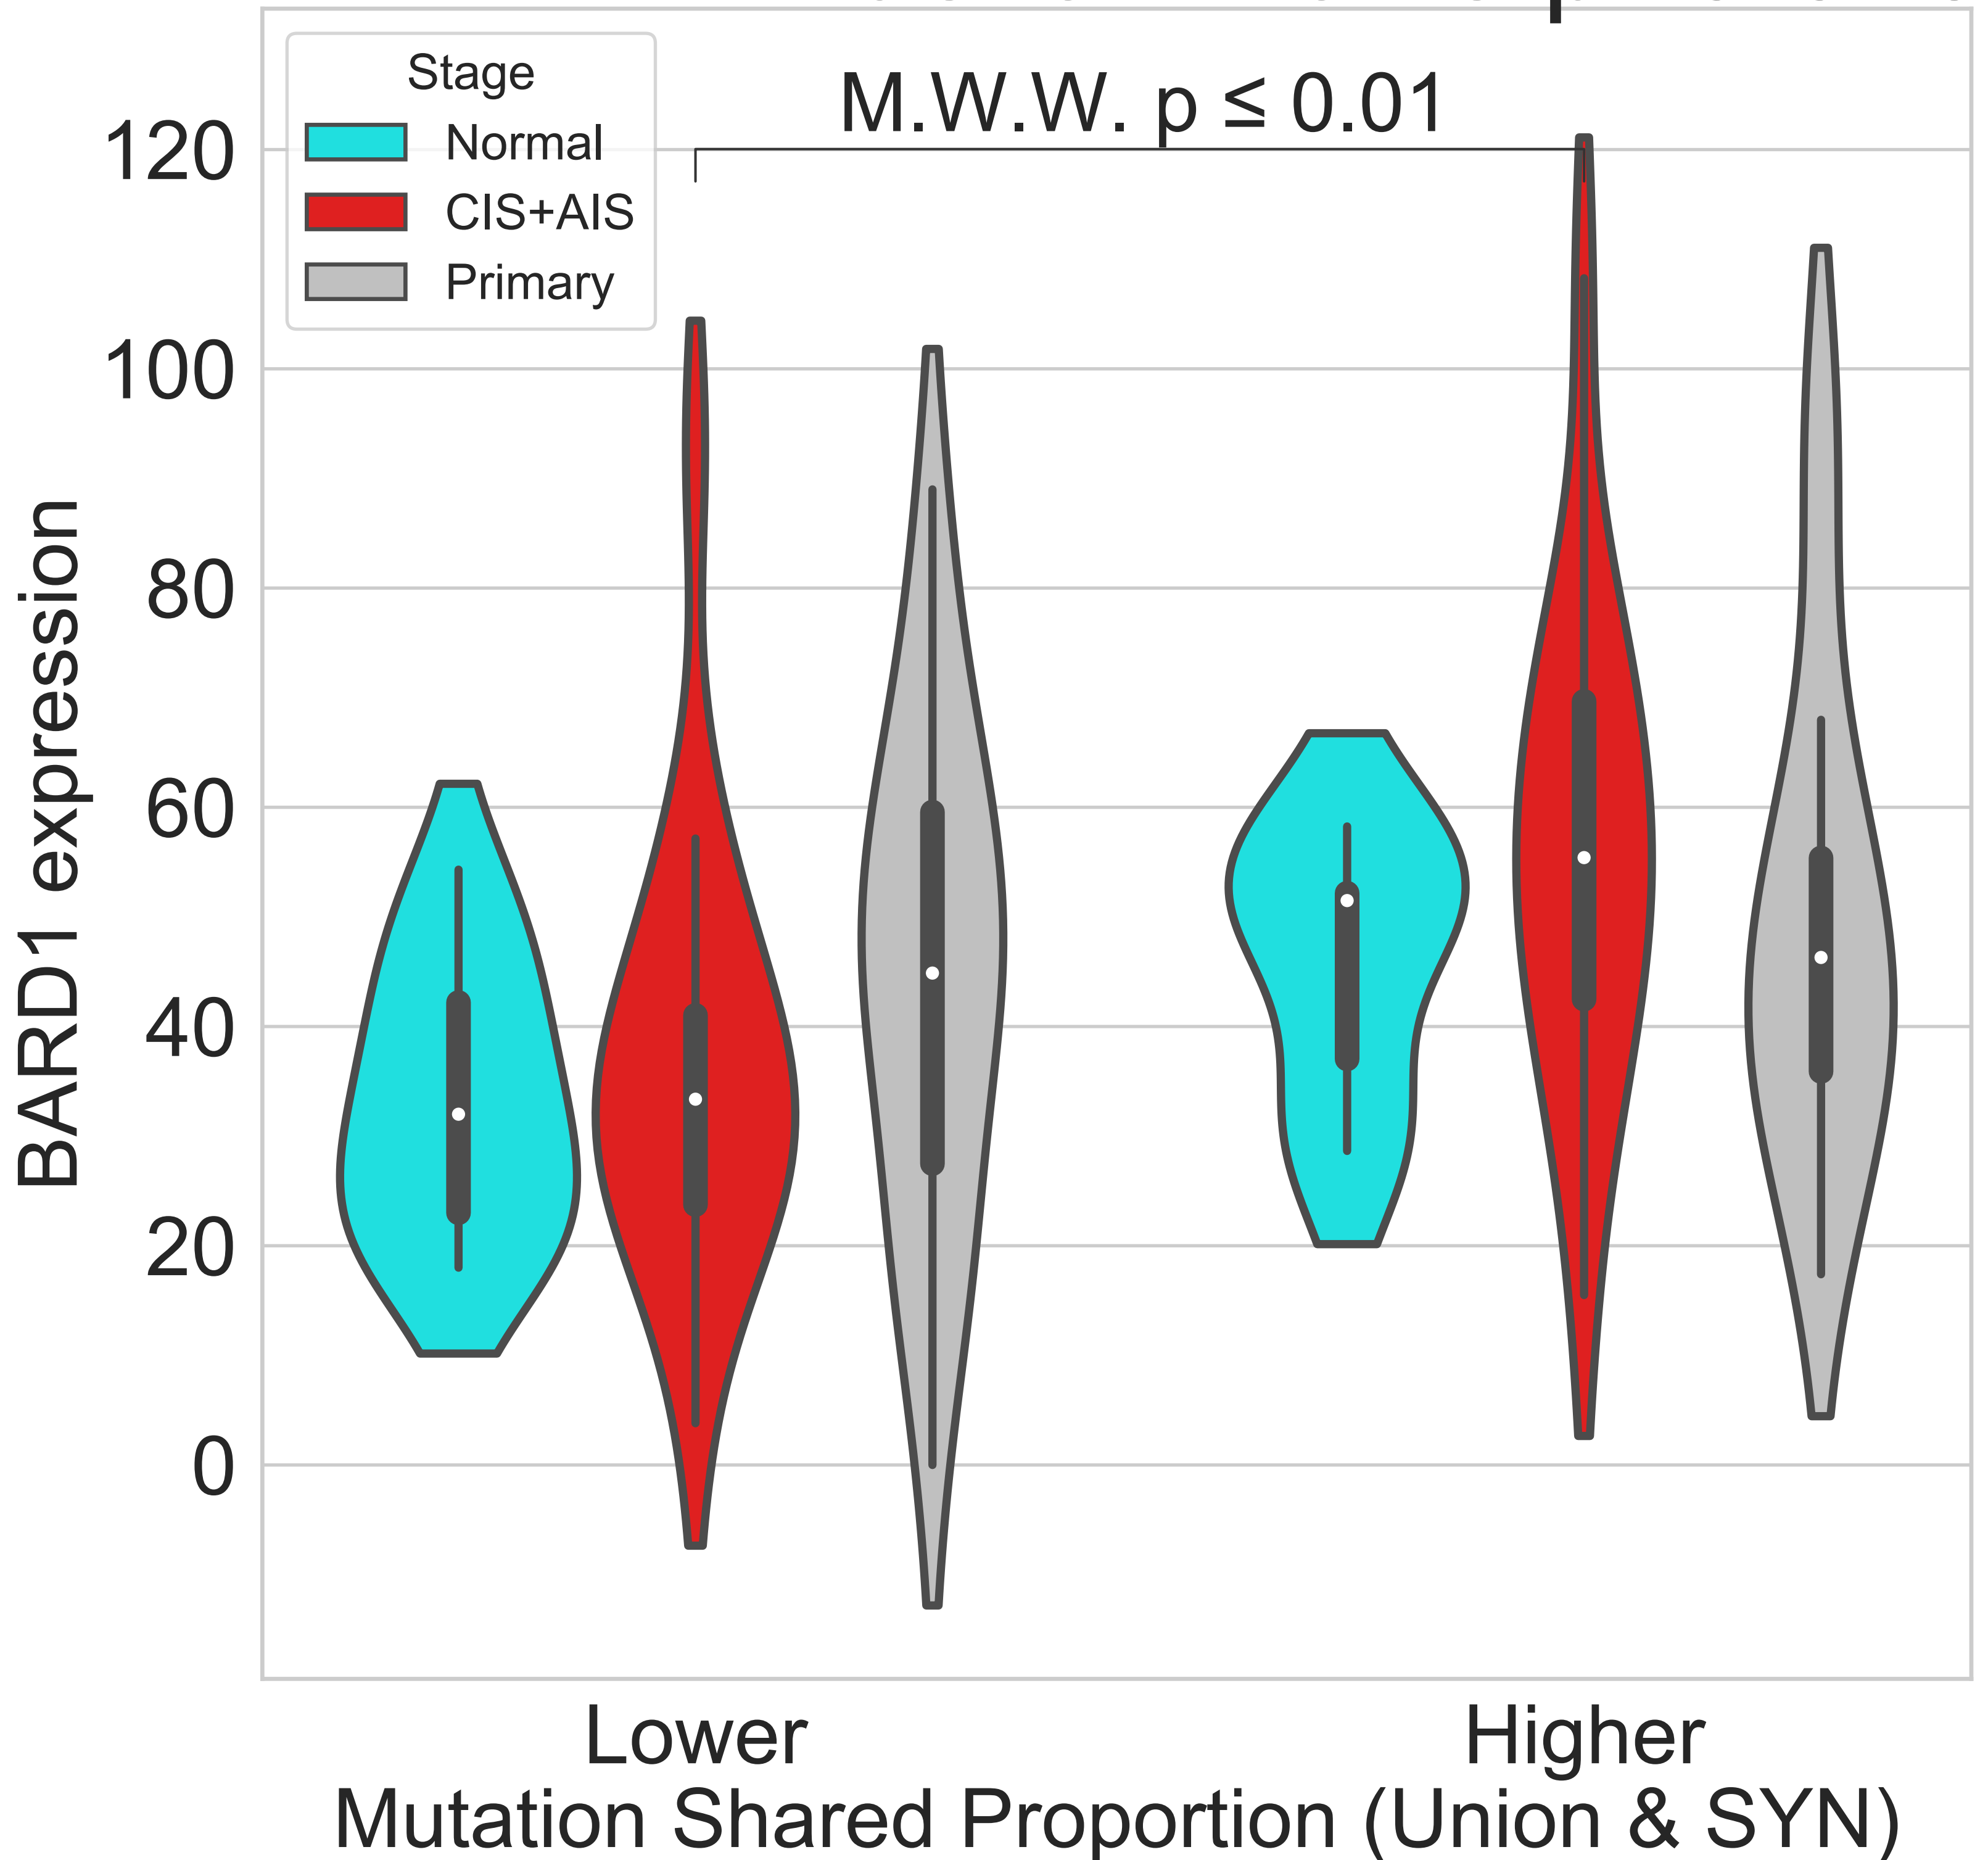 M.W.W. p ≤ 0.01
Stage
Normal
CIS+AIS
Primary
120
100
80
60
40
20
0
BARD1 expression
Lower
Higher
Mutation Shared Proportion (Union & SYN)